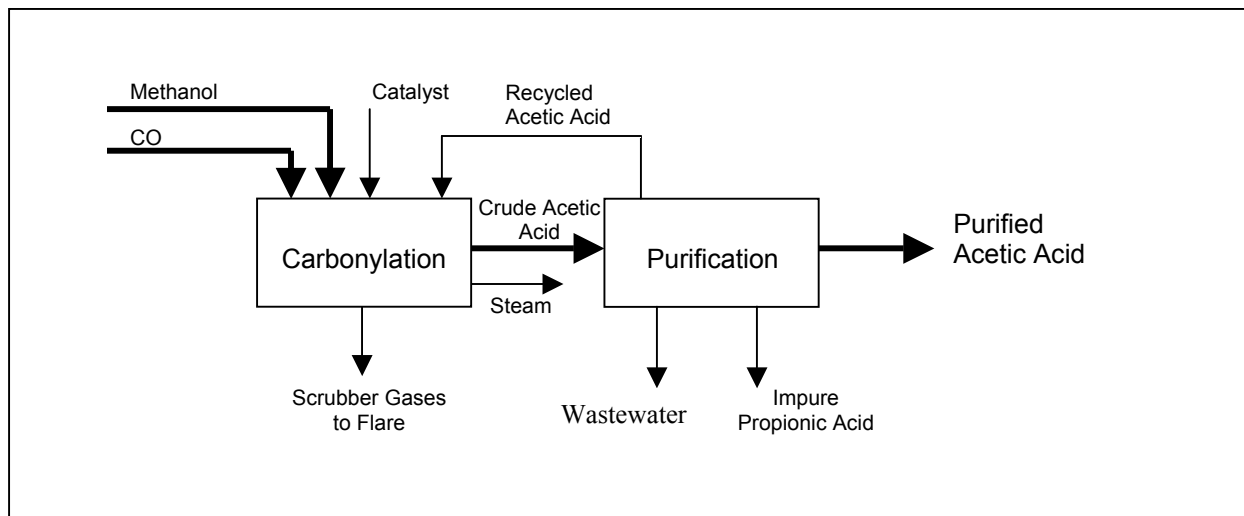 Methanol
CO
Catalyst
Recycled
Acetic Acid
Carbonylation
Crude Acetic
Acid
Steam
Purification
Purified
Acetic Acid
Scrubber Gases
to Flare
Wastewater
Impure
Propionic Acid